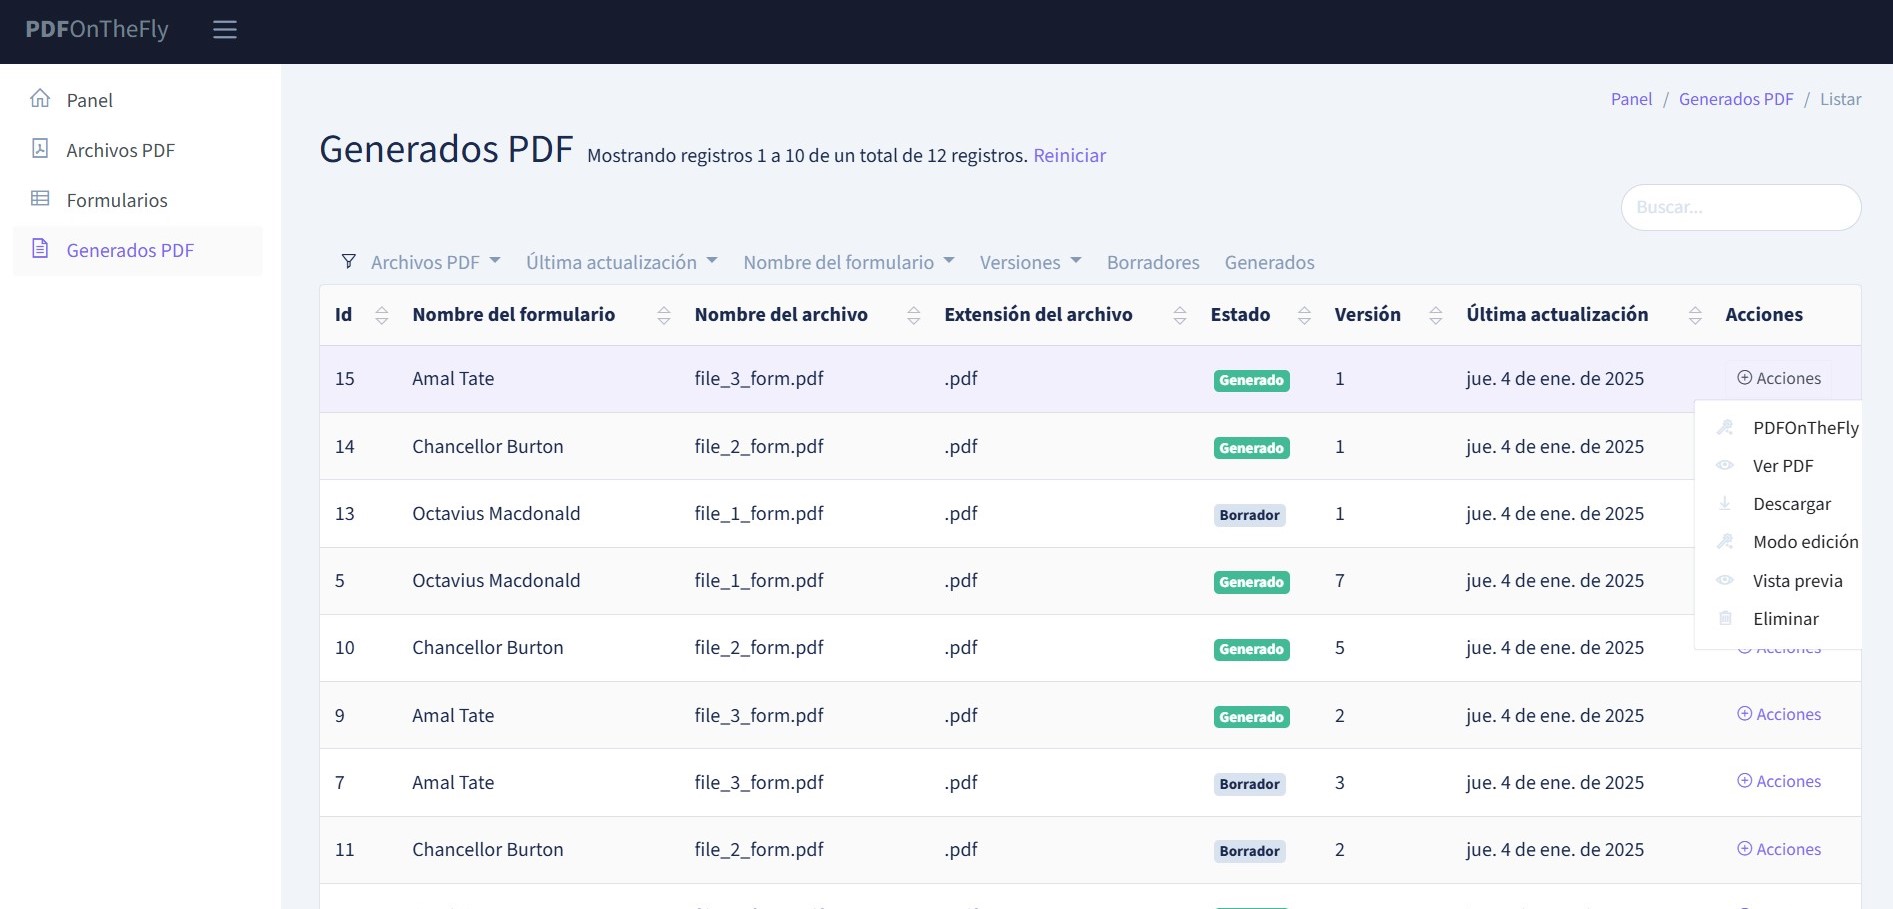 PDFOnTheFly
Panel
Archivos PDF
Formularios
Generados PDF
Panel / Generados PDF / Listar
Generados PDF Mostrando registros 1 a 10 de un total de 12 registros. Reiniciar
Buscar...
Archivos PDF Última actualización Nombre del formulario Versiones Borradores Generados
Id Nombre del formulario Nombre del archivo Extensión del archivo Estado Versión Última actualización Acciones
15 Amal Tate file_3_form.pdf .pdf Generado 1 jue. 4 de ene. de 2025 Acciones
14 Chancellor Burton file_2_form.pdf .pdf Generado 1 jue. 4 de ene. de 2025
13 Octavius Macdonald file_1_form.pdf .pdf Borrador 1 jue. 4 de ene. de 2025
5 Octavius Macdonald file_1_form.pdf .pdf Generado 7 jue. 4 de ene. de 2025
10 Chancellor Burton file_2_form.pdf .pdf Generado 5 jue. 4 de ene. de 2025 Acciones
9 Amal Tate file_3_form.pdf .pdf Generado 2 jue. 4 de ene. de 2025 Acciones
7 Amal Tate file_3_form.pdf .pdf Borrador 3 jue. 4 de ene. de 2025 Acciones
11 Chancellor Burton file_2_form.pdf .pdf Borrador 2 jue. 4 de ene. de 2025 Acciones
PDFOnTheFly
Ver PDF
Descargar
Modo edición
Vista previa
Eliminar